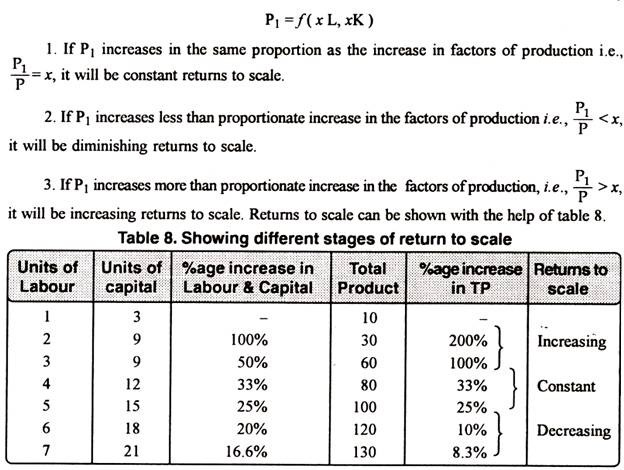 P₁ = f( x L, xK )
1. If P₁ increases in the same proportion as the increase in factors of production i.e.,
P₁/P = x, it will be constant returns to scale.
2. If P₁ increases less than proportionate increase in the factors of production i.e., P₁/P < x,
it will be diminishing returns to scale.
3. If P₁ increases more than proportionate increase in the factors of production, i.e., P₁/P > x,
it will be increasing returns to scale. Returns to scale can be shown with the help of table 8.
Table 8. Showing different stages of return to scale
Units of Labour | Units of capital | %age increase in Labour & Capital | Total Product | %age increase in TP | Returns to scale
1 | 3 | – | 10 | – |
2 | 9 | 100% | 30 | 200% | Increasing
3 | 9 | 50% | 60 | 100% |
4 | 12 | 33% | 80 | 33% | Constant
5 | 15 | 25% | 100 | 25% |
6 | 18 | 20% | 120 | 10% | Decreasing
7 | 21 | 16.6% | 130 | 8.3% |